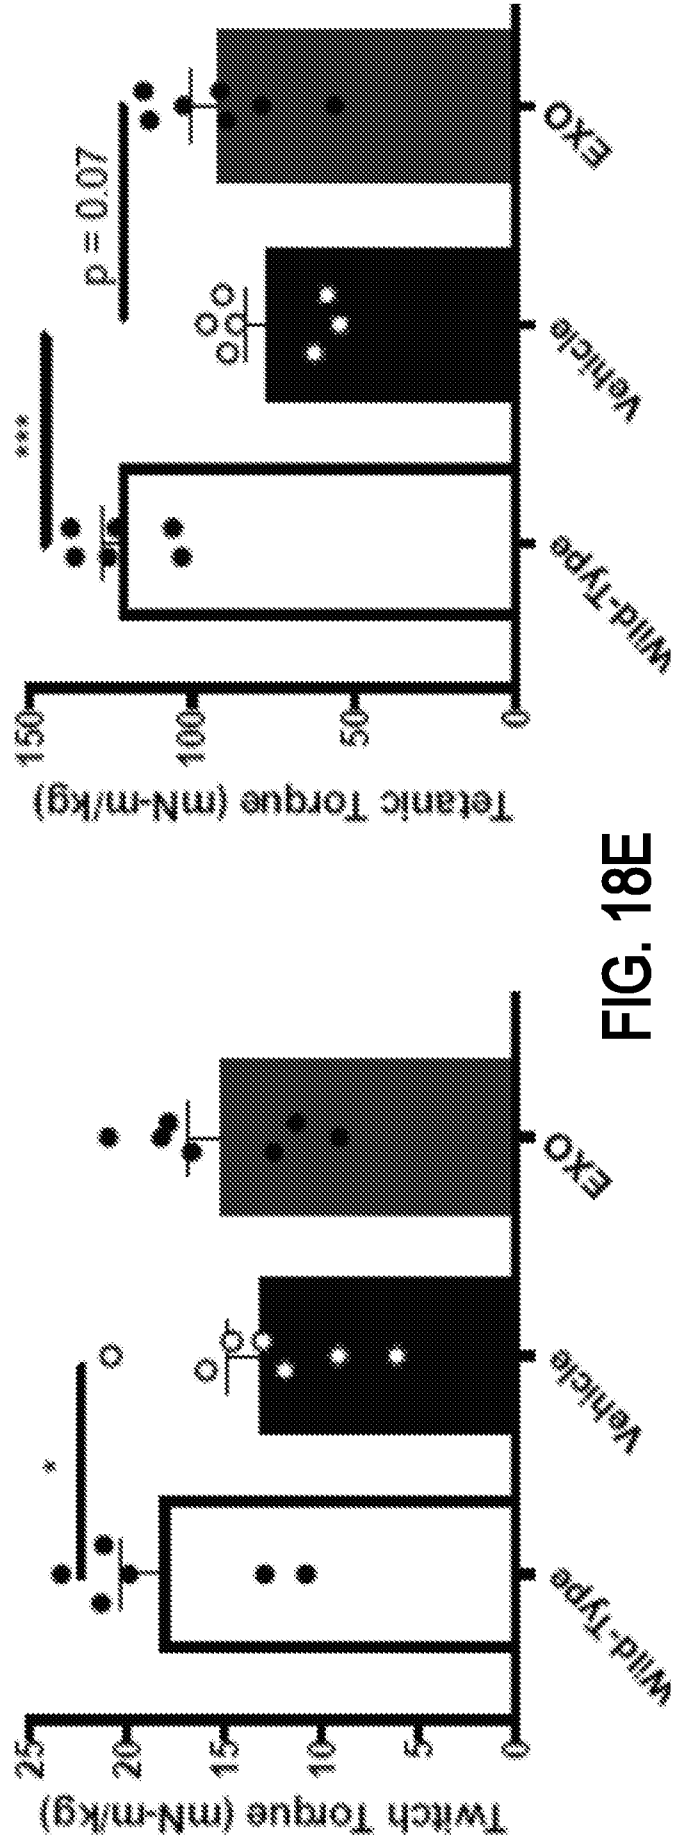 Twitch Torque (mN-m/kg)
25
20
15
10
5
0
*
Wild-Type
Vehicle
EXO
Tetanic Torque (mN-m/kg)
150
100
50
0
***
p = 0.07
Wild-Type
Vehicle
EXO
FIG. 18E